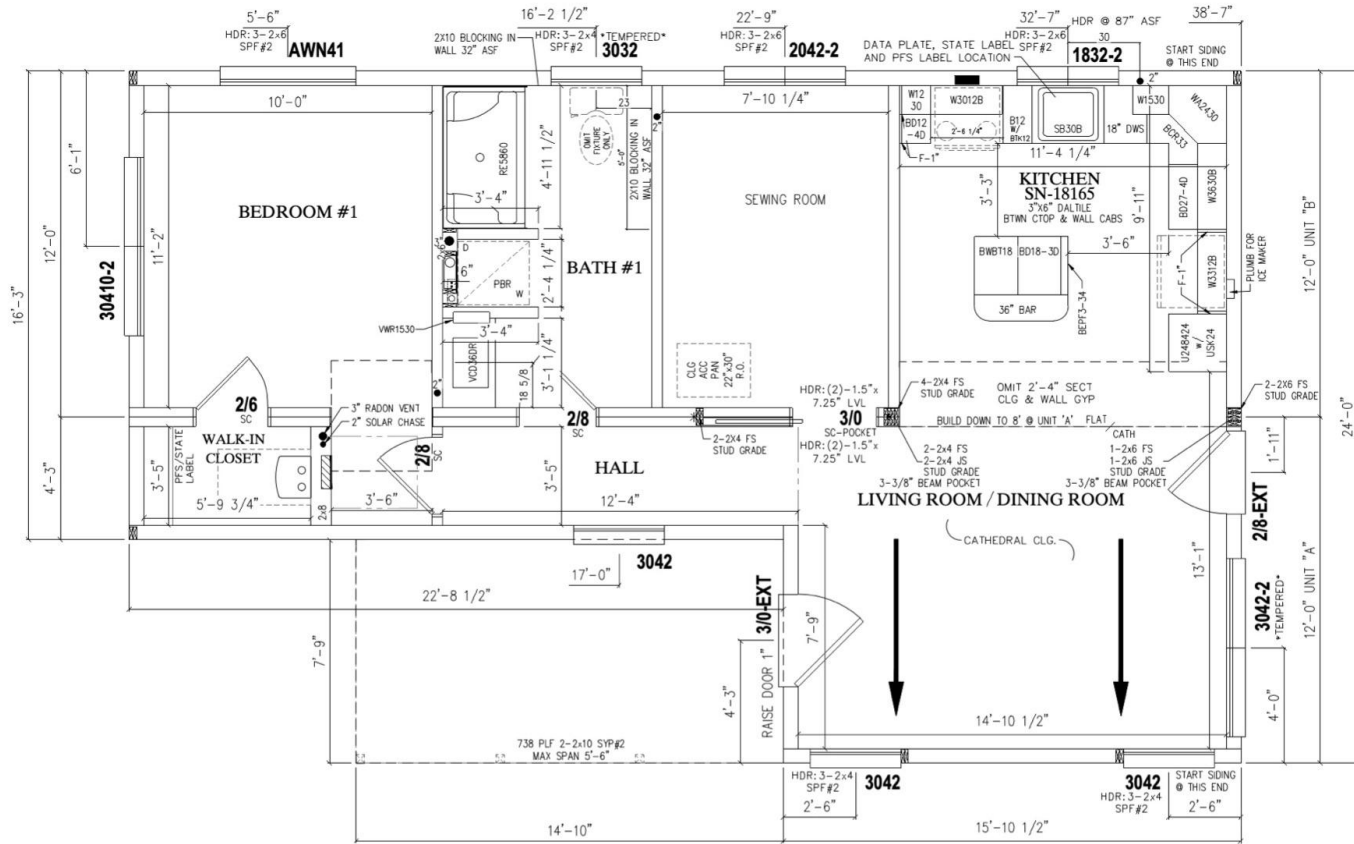 5'-6"
16'-2 1/2"
22'-9"
32'-7"
HDR @ 87" ASF
38'-7"
HDR: 3-2x6
SPF#2
AWN41
2X10 BLOCKING IN
WALL 32" ASF
HDR: 3-2x4
SPF#2
*TEMPERED*
3032
HDR: 3-2x6
SPF#2
2042-2
DATA PLATE, STATE LABEL
AND PFS LABEL LOCATION
HDR: 3-2x6
SPF#2
30
1832-2
START SIDING
@ THIS END
2"
10'-0"
23
2"
7'-10 1/4"
W12
30
W3012B
BD12
-4D
2'-6 1/4"
B12
W/
BTK12
SB30B
18" DWS
W1530
WA2430
BCR33
F-1"
11'-4 1/4"
6'-1"
RE5860
4'-11 1/2"
OMIT
FIXTURE
ONLY
5'-0"
2X10 BLOCKING IN
WALL 32" ASF
3'-4"
BEDROOM #1
SEWING ROOM
3'-3"
KITCHEN
SN-18165
3"X6" DALTILE
BTWN CTOP & WALL CABS
9'-11"
BD27-4D
W3630B
16'-3"
12'-0"
11'-2"
30410-2
3"
2x6
D
6"
PBR
W
BATH #1
2'-4 1/4"
BWBT18
BD18-3D
36" BAR
BEPF3-34
3'-6"
W3312B
F-1"
PLUMB FOR
ICE MAKER
12'-0" UNIT "B"
24'-0"
VWR1530
3'-4"
VCD36DR
18 5/8
3'-1 1/4"
CLG
ACC
PAN
22"x30"
R.O.
U248424
w/
USK24
2"
HDR: (2)-1.5"x
7.25" LVL
4-2X4 FS
STUD GRADE
OMIT 2'-4" SECT
CLG & WALL GYP
2-2X6 FS
STUD GRADE
2/6
SC
3" RADON VENT
2" SOLAR CHASE
2/8
SC
3/0
SC-POCKET
BUILD DOWN TO 8' @ UNIT 'A'
FLAT
CATH
WALK-IN
CLOSET
PFS/STATE
LABEL
2/8
SC
2-2X4 FS
STUD GRADE
HDR: (2)-1.5"x
7.25" LVL
2-2x4 FS
2-2x4 JS
STUD GRADE
3-3/8" BEAM POCKET
1-2x6 FS
1-2x6 JS
STUD GRADE
3-3/8" BEAM POCKET
1'-11"
4'-3"
3'-5"
5'-9 3/4"
2x8
3'-6"
HALL
3'-5"
12'-4"
LIVING ROOM / DINING ROOM
2/8-EXT
CATHEDRAL CLG.
3042
17'-0"
22'-8 1/2"
3/0-EXT
7'-9"
13'-1"
3042-2
*TEMPERED*
12'-0" UNIT "A"
7'-9"
4'-3"
RAISE DOOR 1"
14'-10 1/2"
4'-0"
738 PLF 2-2x10 SYP#2
MAX SPAN 5'-6"
HDR: 3-2x4
SPF#2
3042
2'-6"
3042
HDR: 3-2x4
SPF#2
START SIDING
@ THIS END
2'-6"
14'-10"
15'-10 1/2"